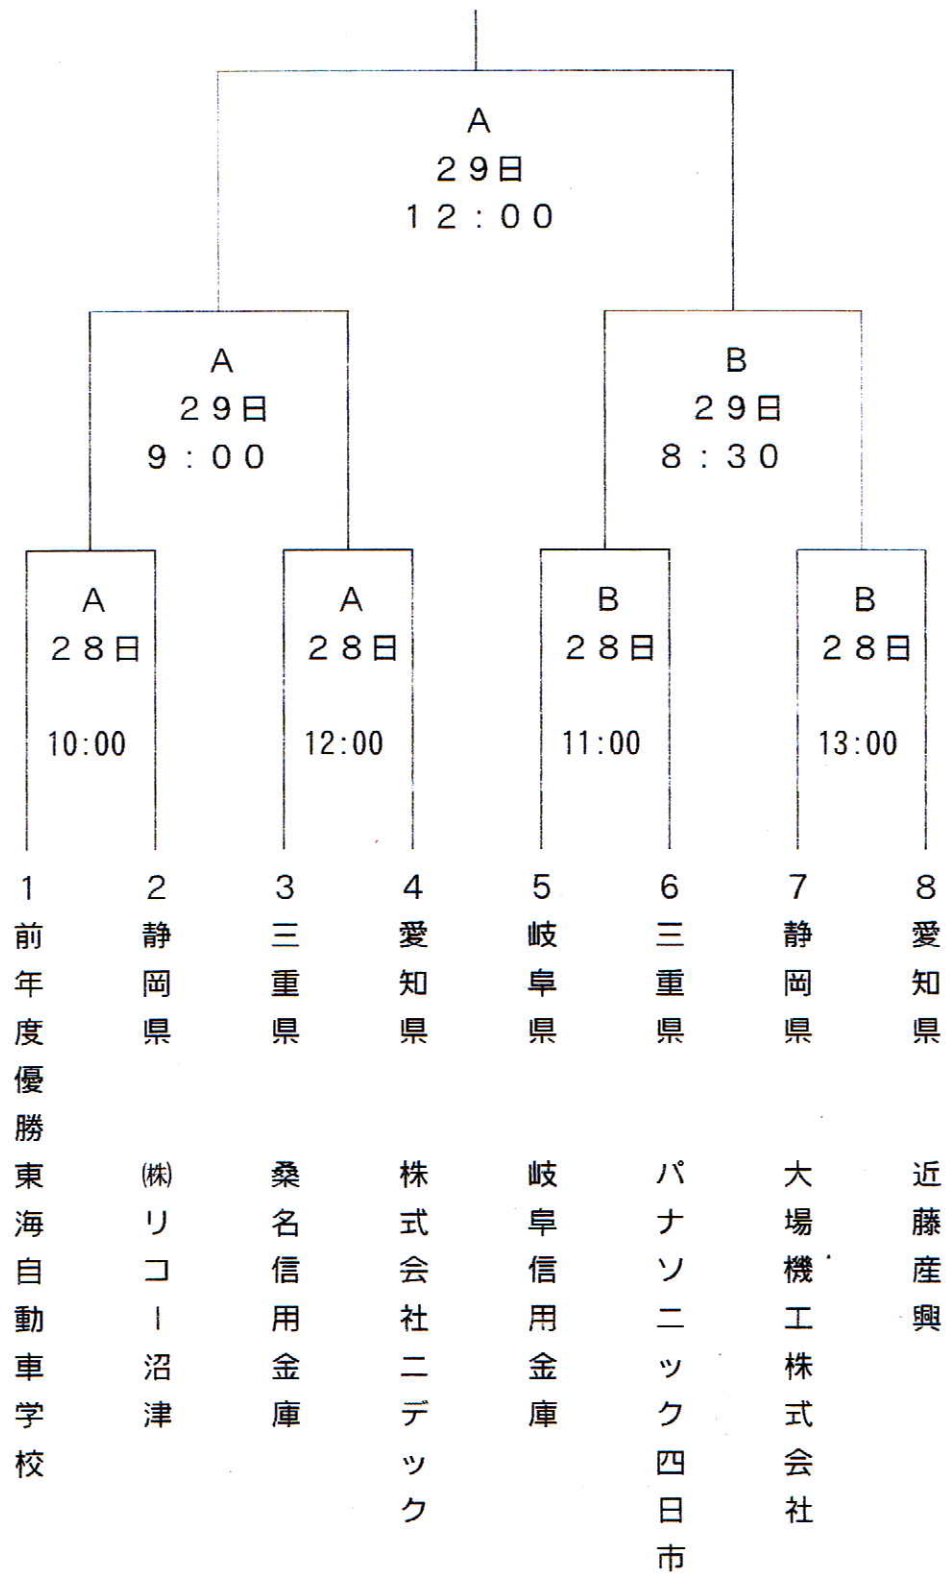 A
２９日
１２：００
A
２９日
９：００
B
２９日
８：３０
A
２８日
10:00
A
２８日
12:00
B
２８日
11:00
B
２８日
13:00
1 前年度優勝 東海自動車学校
2 静岡県 ㈱リコー沼津
3 三重県 桑名信用金庫
4 愛知県 株式会社ニデック
5 岐阜県 岐阜信用金庫
6 三重県 パナソニック四日市
7 静岡県 大場機工株式会社
8 愛知県 近藤産興